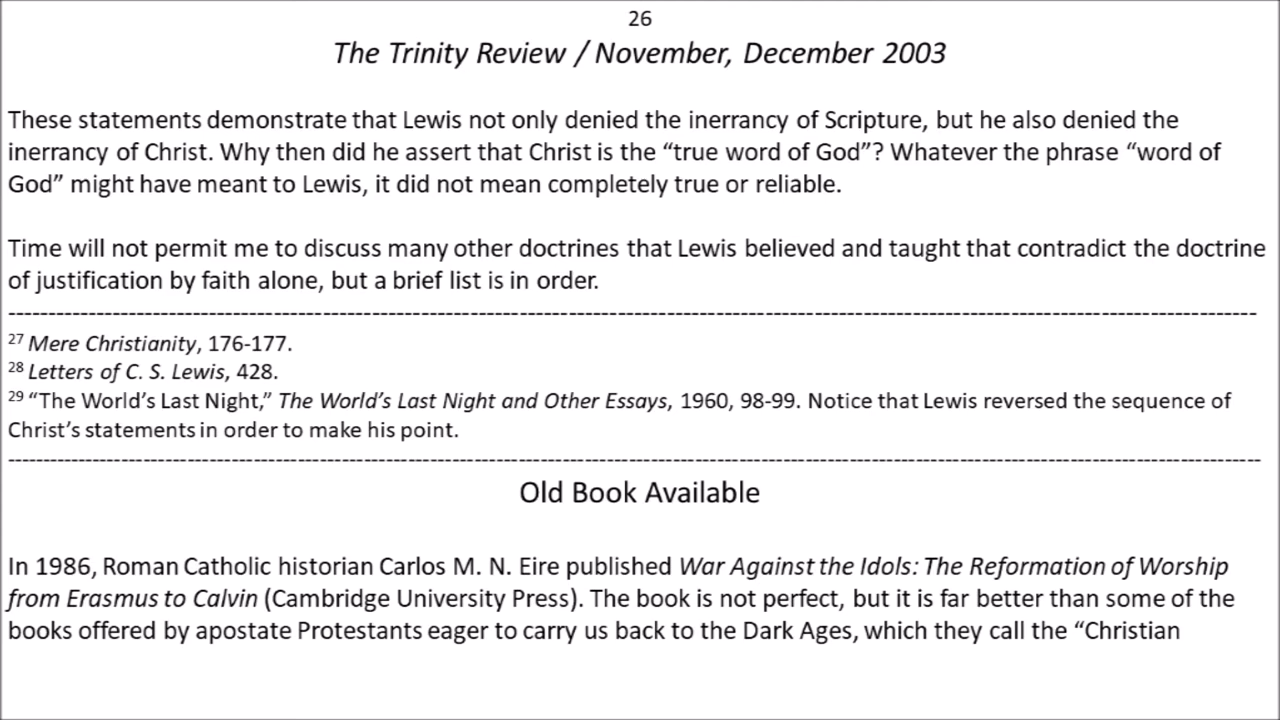 26
The Trinity Review / November, December 2003
These statements demonstrate that Lewis not only denied the inerrancy of Scripture, but he also denied the
inerrancy of Christ. Why then did he assert that Christ is the “true word of God”? Whatever the phrase “word of
God” might have meant to Lewis, it did not mean completely true or reliable.
Time will not permit me to discuss many other doctrines that Lewis believed and taught that contradict the doctrine
of justification by faith alone, but a brief list is in order.
27 Mere Christianity, 176-177.
28 Letters of C. S. Lewis, 428.
29 “The World’s Last Night,” The World’s Last Night and Other Essays, 1960, 98-99. Notice that Lewis reversed the sequence of
Christ’s statements in order to make his point.
Old Book Available
In 1986, Roman Catholic historian Carlos M. N. Eire published War Against the Idols: The Reformation of Worship
from Erasmus to Calvin (Cambridge University Press). The book is not perfect, but it is far better than some of the
books offered by apostate Protestants eager to carry us back to the Dark Ages, which they call the “Christian